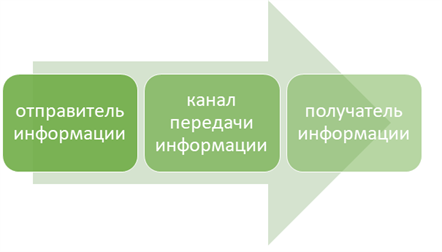 отправитель
информации
канал
передачи
информации
получатель
информации